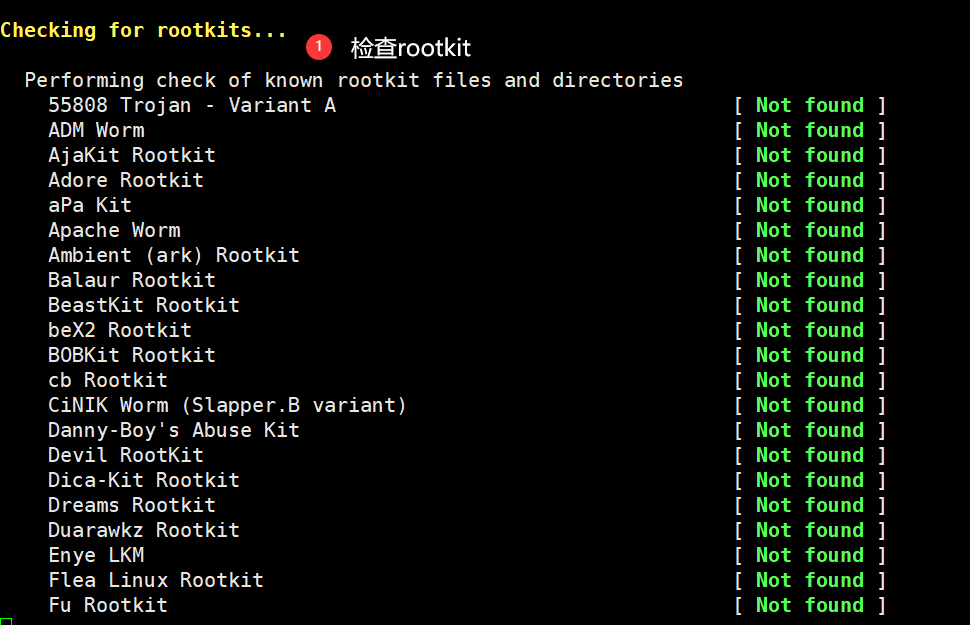 Checking for rootkits...
1 检查rootkit
Performing check of known rootkit files and directories
55808 Trojan - Variant A [ Not found ]
ADM Worm [ Not found ]
AjaKit Rootkit [ Not found ]
Adore Rootkit [ Not found ]
aPa Kit [ Not found ]
Apache Worm [ Not found ]
Ambient (ark) Rootkit [ Not found ]
Balaur Rootkit [ Not found ]
BeastKit Rootkit [ Not found ]
beX2 Rootkit [ Not found ]
BOBKit Rootkit [ Not found ]
cb Rootkit [ Not found ]
CiNIK Worm (Slapper.B variant) [ Not found ]
Danny-Boy's Abuse Kit [ Not found ]
Devil RootKit [ Not found ]
Dica-Kit Rootkit [ Not found ]
Dreams Rootkit [ Not found ]
Duarawkz Rootkit [ Not found ]
Enye LKM [ Not found ]
Flea Linux Rootkit [ Not found ]
Fu Rootkit [ Not found ]